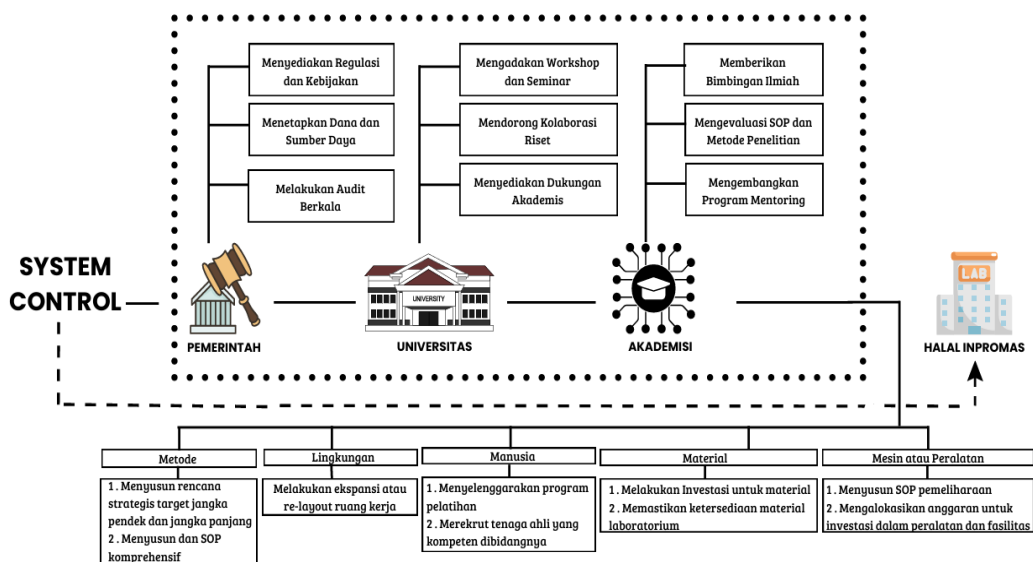 Menyediakan Regulasi
dan Kebijakan
Menetapkan Dana dan
Sumber Daya
Melakukan Audit
Berkala
Mengadakan Workshop
dan Seminar
Mendorong Kolaborasi
Riset
Menyediakan Dukungan
Akademis
Memberikan
Bimbingan Ilmiah
Mengevaluasi SOP dan
Metode Penelitian
Mengembangkan
Program Mentoring
SYSTEM
CONTROL
PEMERINTAH
UNIVERSITY
UNIVERSITAS
AKADEMISI
LAB
HALAL INPROMAS
Metode
1 . Menyusun rencana
strategis target jangka
pendek dan jangka panjang
2 . Menyusun dan SOP
komprehensif
Lingkungan
Melakukan ekspansi atau
re-layout ruang kerja
Manusia
1 . Menyelenggarakan program
pelatihan
2 . Merekrut tenaga ahli yang
kompeten dibidangnya
Material
1 . Melakukan Investasi untuk material
2 . Memastikan ketersediaan material
laboratorium
Mesin atau Peralatan
1 . Menyusun SOP pemeliharaan
2 . Mengalokasikan anggaran untuk
investasi dalam peralatan dan fasilitas